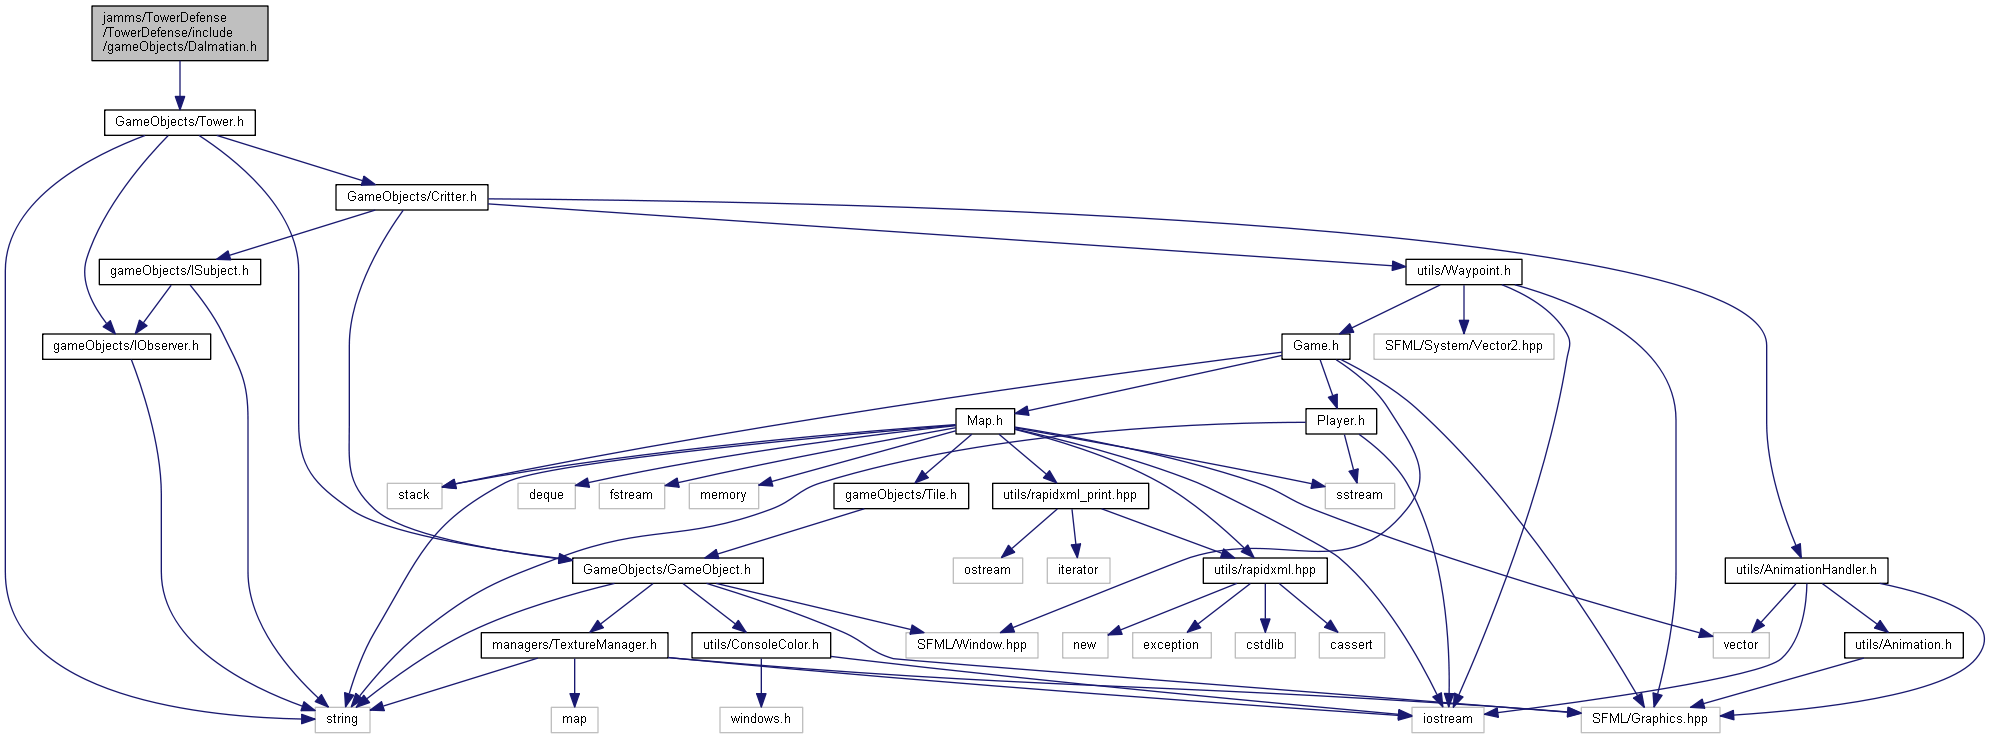 jamms/TowerDefense
/TowerDefense/include
/gameObjects/Dalmatian.h
GameObjects/Tower.h
GameObjects/Critter.h
gameObjects/ISubject.h
utils/Waypoint.h
gameObjects/IObserver.h
Game.h
SFML/System/Vector2.hpp
Map.h
Player.h
stack
deque
fstream
memory
gameObjects/Tile.h
utils/rapidxml_print.hpp
sstream
GameObjects/GameObject.h
ostream
iterator
utils/rapidxml.hpp
utils/AnimationHandler.h
managers/TextureManager.h
utils/ConsoleColor.h
SFML/Window.hpp
new
exception
cstdlib
cassert
vector
utils/Animation.h
string
map
windows.h
iostream
SFML/Graphics.hpp